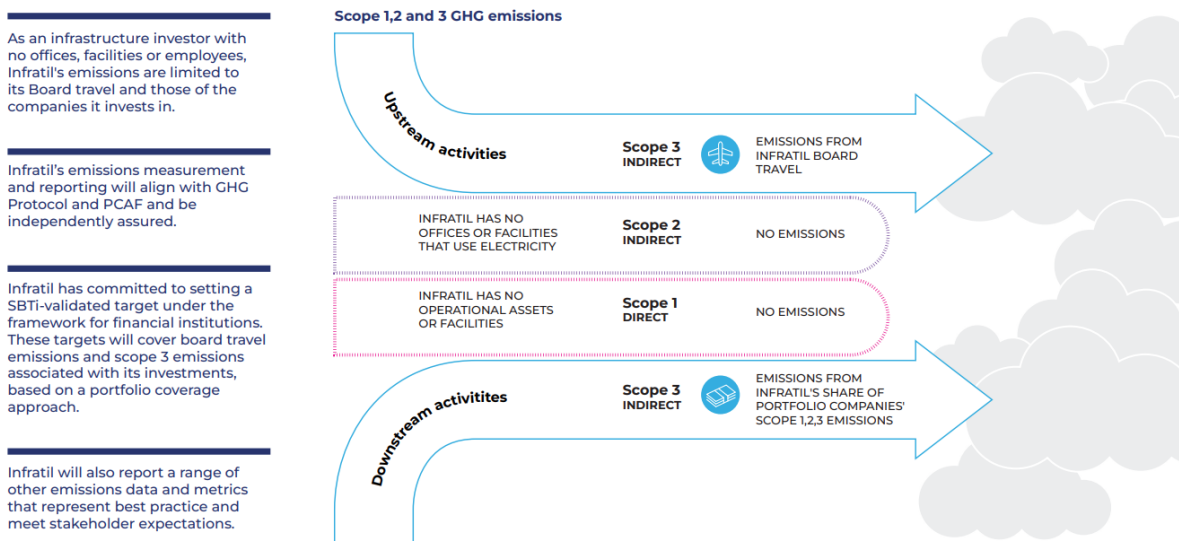 As an infrastructure investor with
no offices, facilities or employees,
Infratil's emissions are limited to
its Board travel and those of the
companies it invests in.
Infratil's emissions measurement
and reporting will align with GHG
Protocol and PCAF and be
independently assured.
Infratil has committed to setting a
SBTi-validated target under the
framework for financial institutions.
These targets will cover board travel
emissions and scope 3 emissions
associated with its investments,
based on a portfolio coverage
approach.
Infratil will also report a range of
other emissions data and metrics
that represent best practice and
meet stakeholder expectations.
Scope 1,2 and 3 GHG emissions
Upstream activities
Scope 3
INDIRECT
EMISSIONS FROM
INFRATIL BOARD
TRAVEL
INFRATIL HAS NO
OFFICES OR FACILITIES
THAT USE ELECTRICITY
Scope 2
INDIRECT
NO EMISSIONS
INFRATIL HAS NO
OPERATIONAL ASSETS
OR FACILITIES
Scope 1
DIRECT
NO EMISSIONS
Downstream activitites
Scope 3
INDIRECT
EMISSIONS FROM
INFRATIL'S SHARE OF
PORTFOLIO COMPANIES'
SCOPE 1,2,3 EMISSIONS